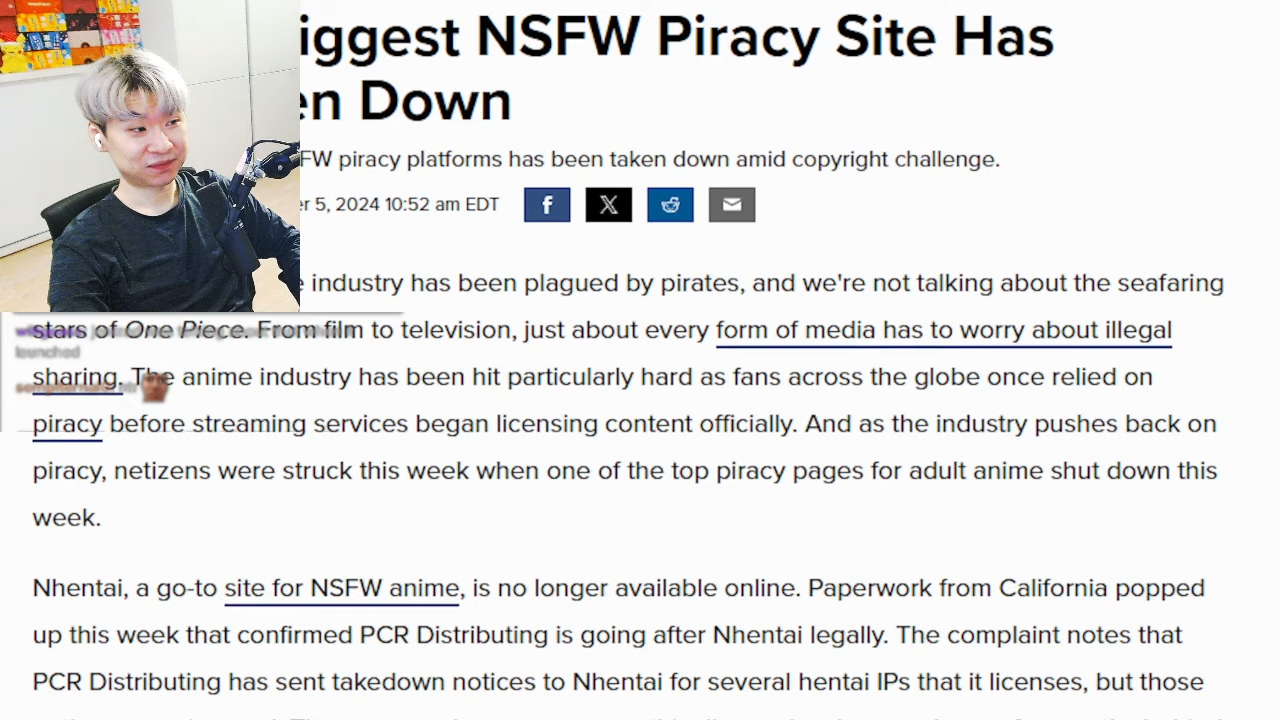 iggest NSFW Piracy Site Has
en Down
FW piracy platforms has been taken down amid copyright challenge.
r 5, 2024 10:52 am EDT
industry has been plagued by pirates, and we're not talking about the seafaring
stars of One Piece. From film to television, just about every form of media has to worry about illegal
launched
sharing. The anime industry has been hit particularly hard as fans across the globe once relied on
piracy before streaming services began licensing content officially. And as the industry pushes back on
piracy, netizens were struck this week when one of the top piracy pages for adult anime shut down this
week.
Nhentai, a go-to site for NSFW anime, is no longer available online. Paperwork from California popped
up this week that confirmed PCR Distributing is going after Nhentai legally. The complaint notes that
PCR Distributing has sent takedown notices to Nhentai for several hentai IPs that it licenses, but those